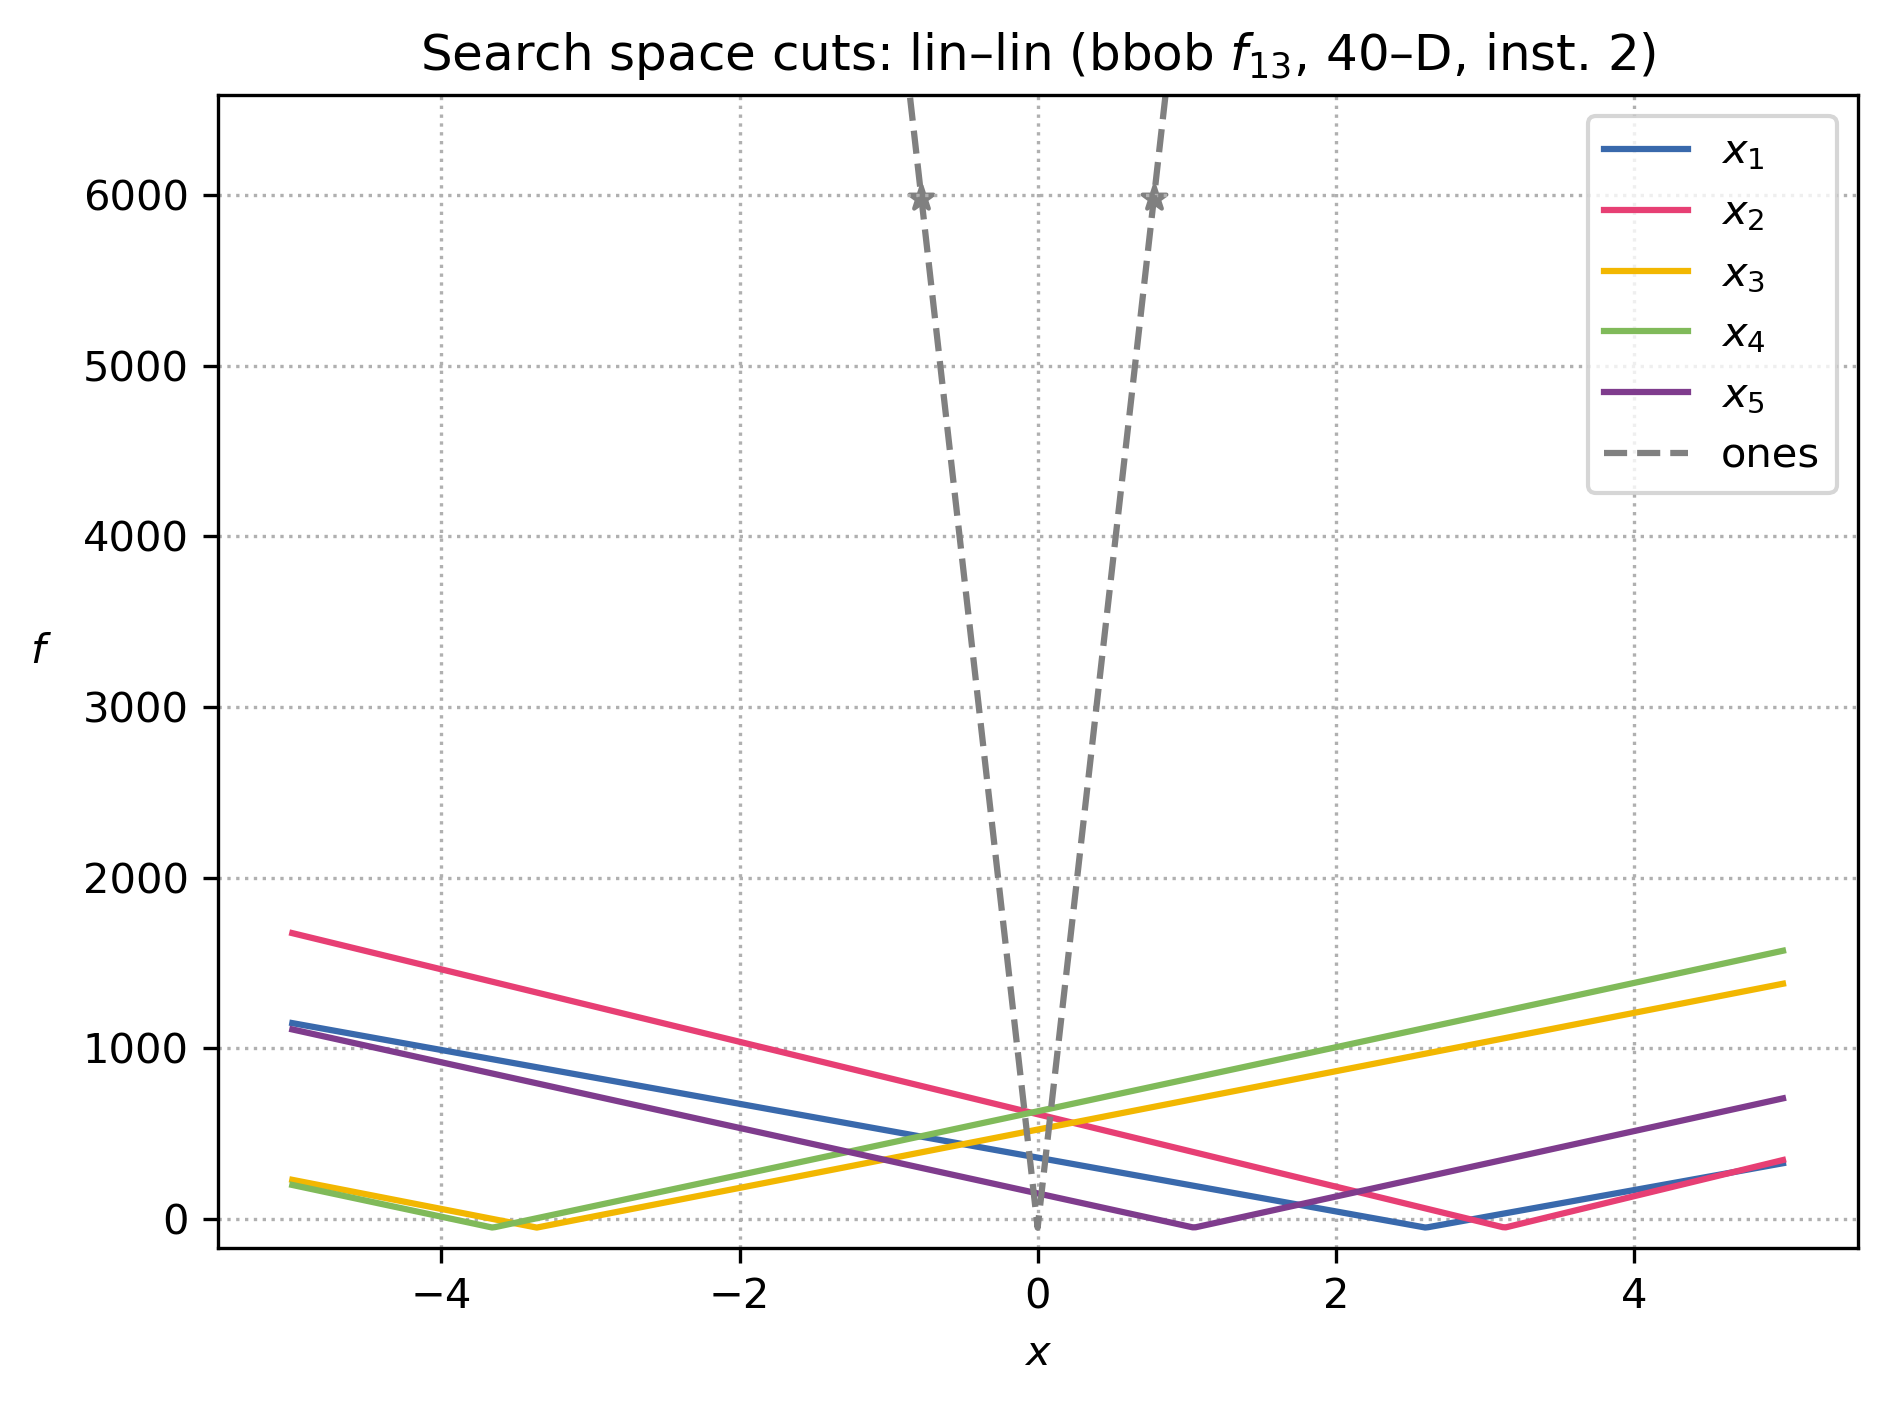 Search space cuts: lin–lin (bbob f₁₃, 40–D, inst. 2)
6000
5000
4000
3000
2000
1000
0
f
−4
−2
0
2
4
x
x₁
x₂
x₃
x₄
x₅
ones